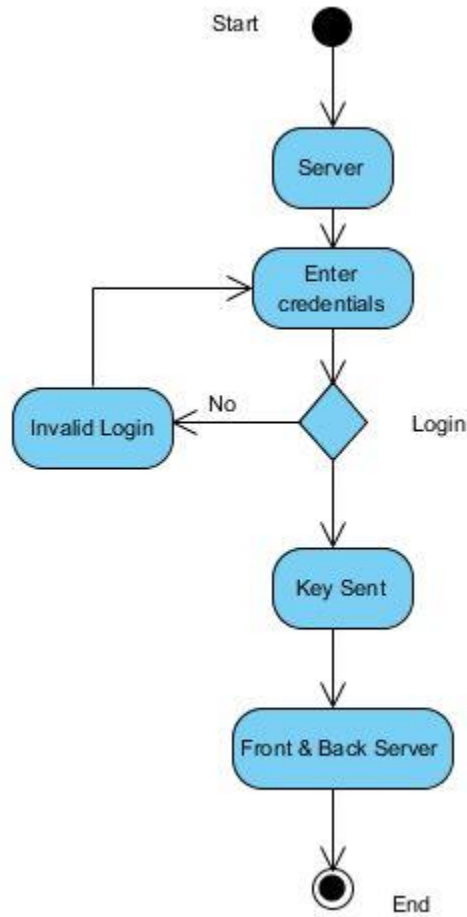 Start
Server
Enter
credentials
No
Invalid Login
Login
Key Sent
Front & Back Server
End